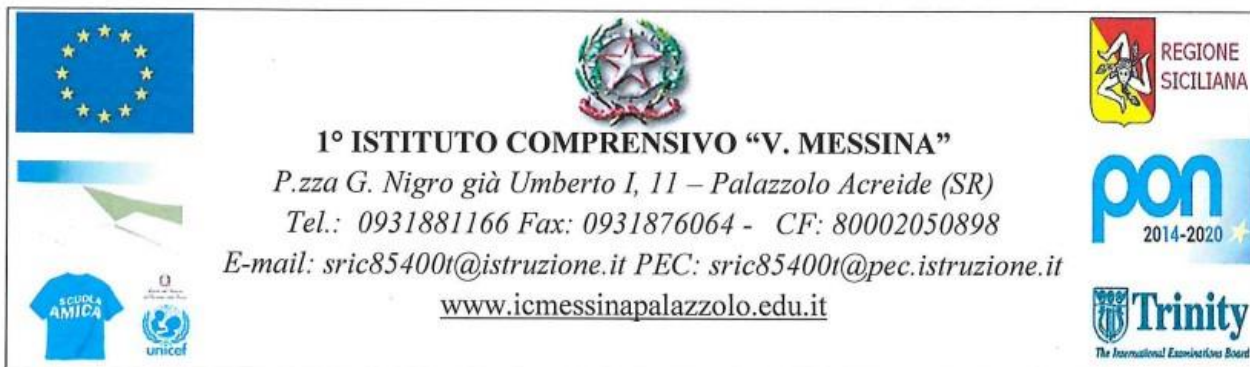 1° ISTITUTO COMPRENSIVO “V. MESSINA”
P.zza G. Nigro già Umberto I, 11 – Palazzolo Acreide (SR)
Tel.: 0931881166 Fax: 0931876064 - CF: 80002050898
E-mail: sric85400t@istruzione.it PEC: sric85400t@pec.istruzione.it
www.icmessinapalazzolo.edu.it
SCUOLA
AMICA
unicef
REGIONE
SICILIANA
pon
2014-2020
Trinity
The International Examinations Board